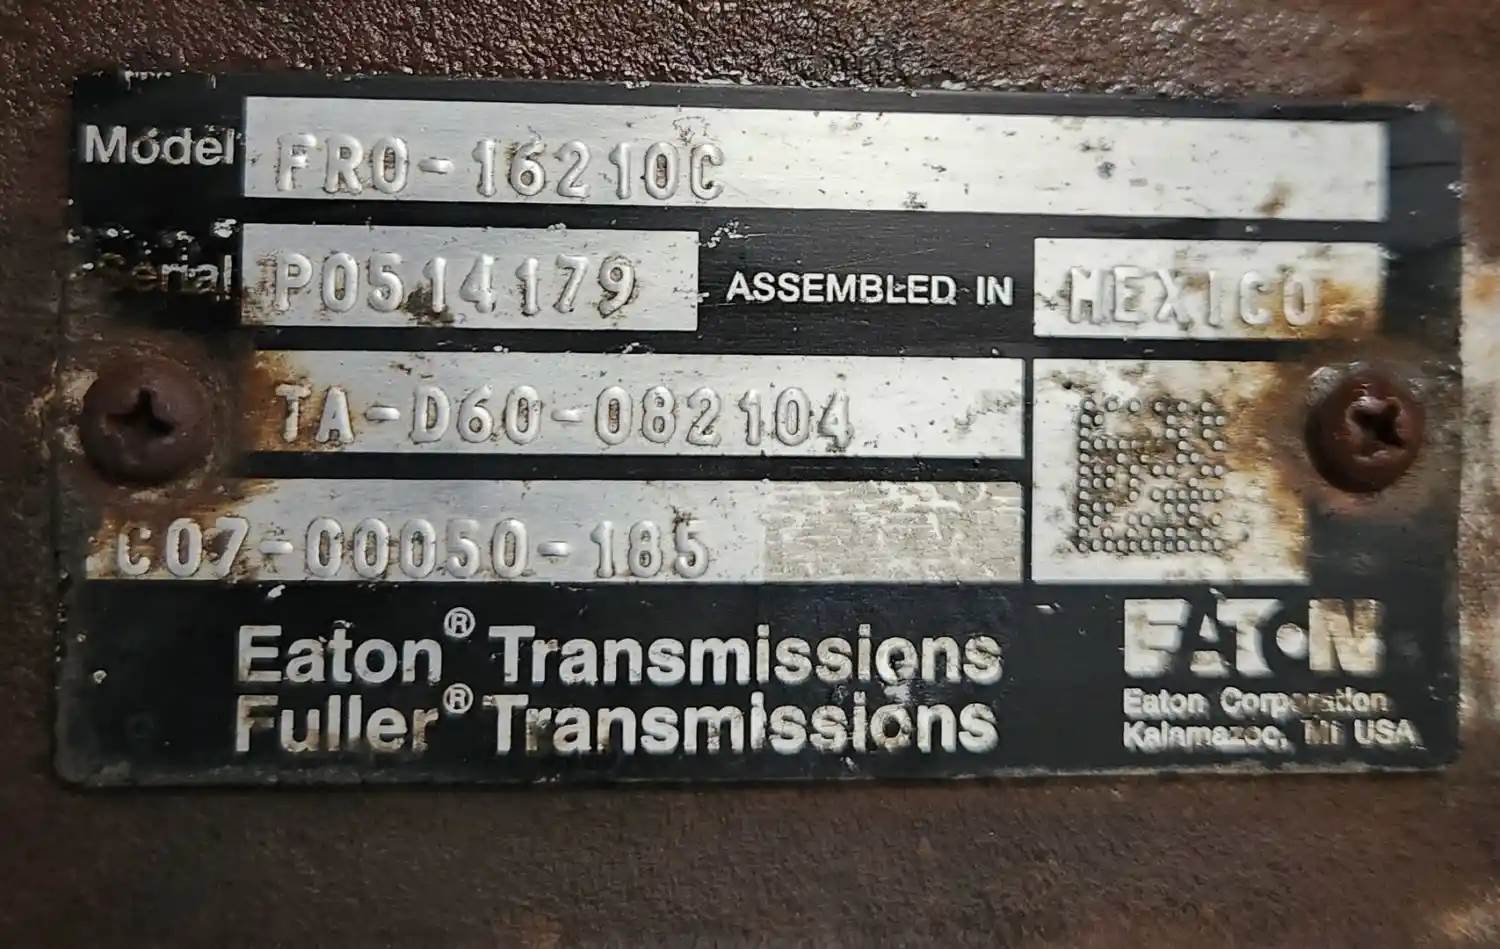 Model FRO-16210C
Serial P0514179 ASSEMBLED IN MEXICO
TA-D60-082104
C07-00050-185
Eaton® Transmissions
Fuller® Transmissions
EATON
Eaton Corporation
Kalamazoo, MI USA